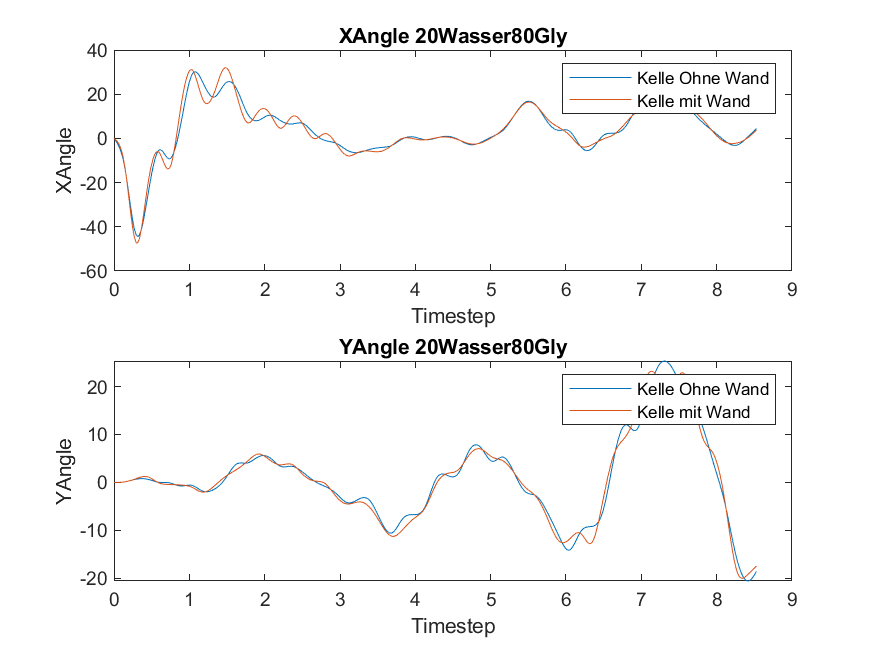 XAngle 20Wasser80Gly
40
20
0
-20
-40
-60
XAngle
Kelle Ohne Wand
Kelle mit Wand
0 1 2 3 4 5 6 7 8 9
Timestep
YAngle 20Wasser80Gly
20
10
0
-10
-20
YAngle
Kelle Ohne Wand
Kelle mit Wand
0 1 2 3 4 5 6 7 8 9
Timestep